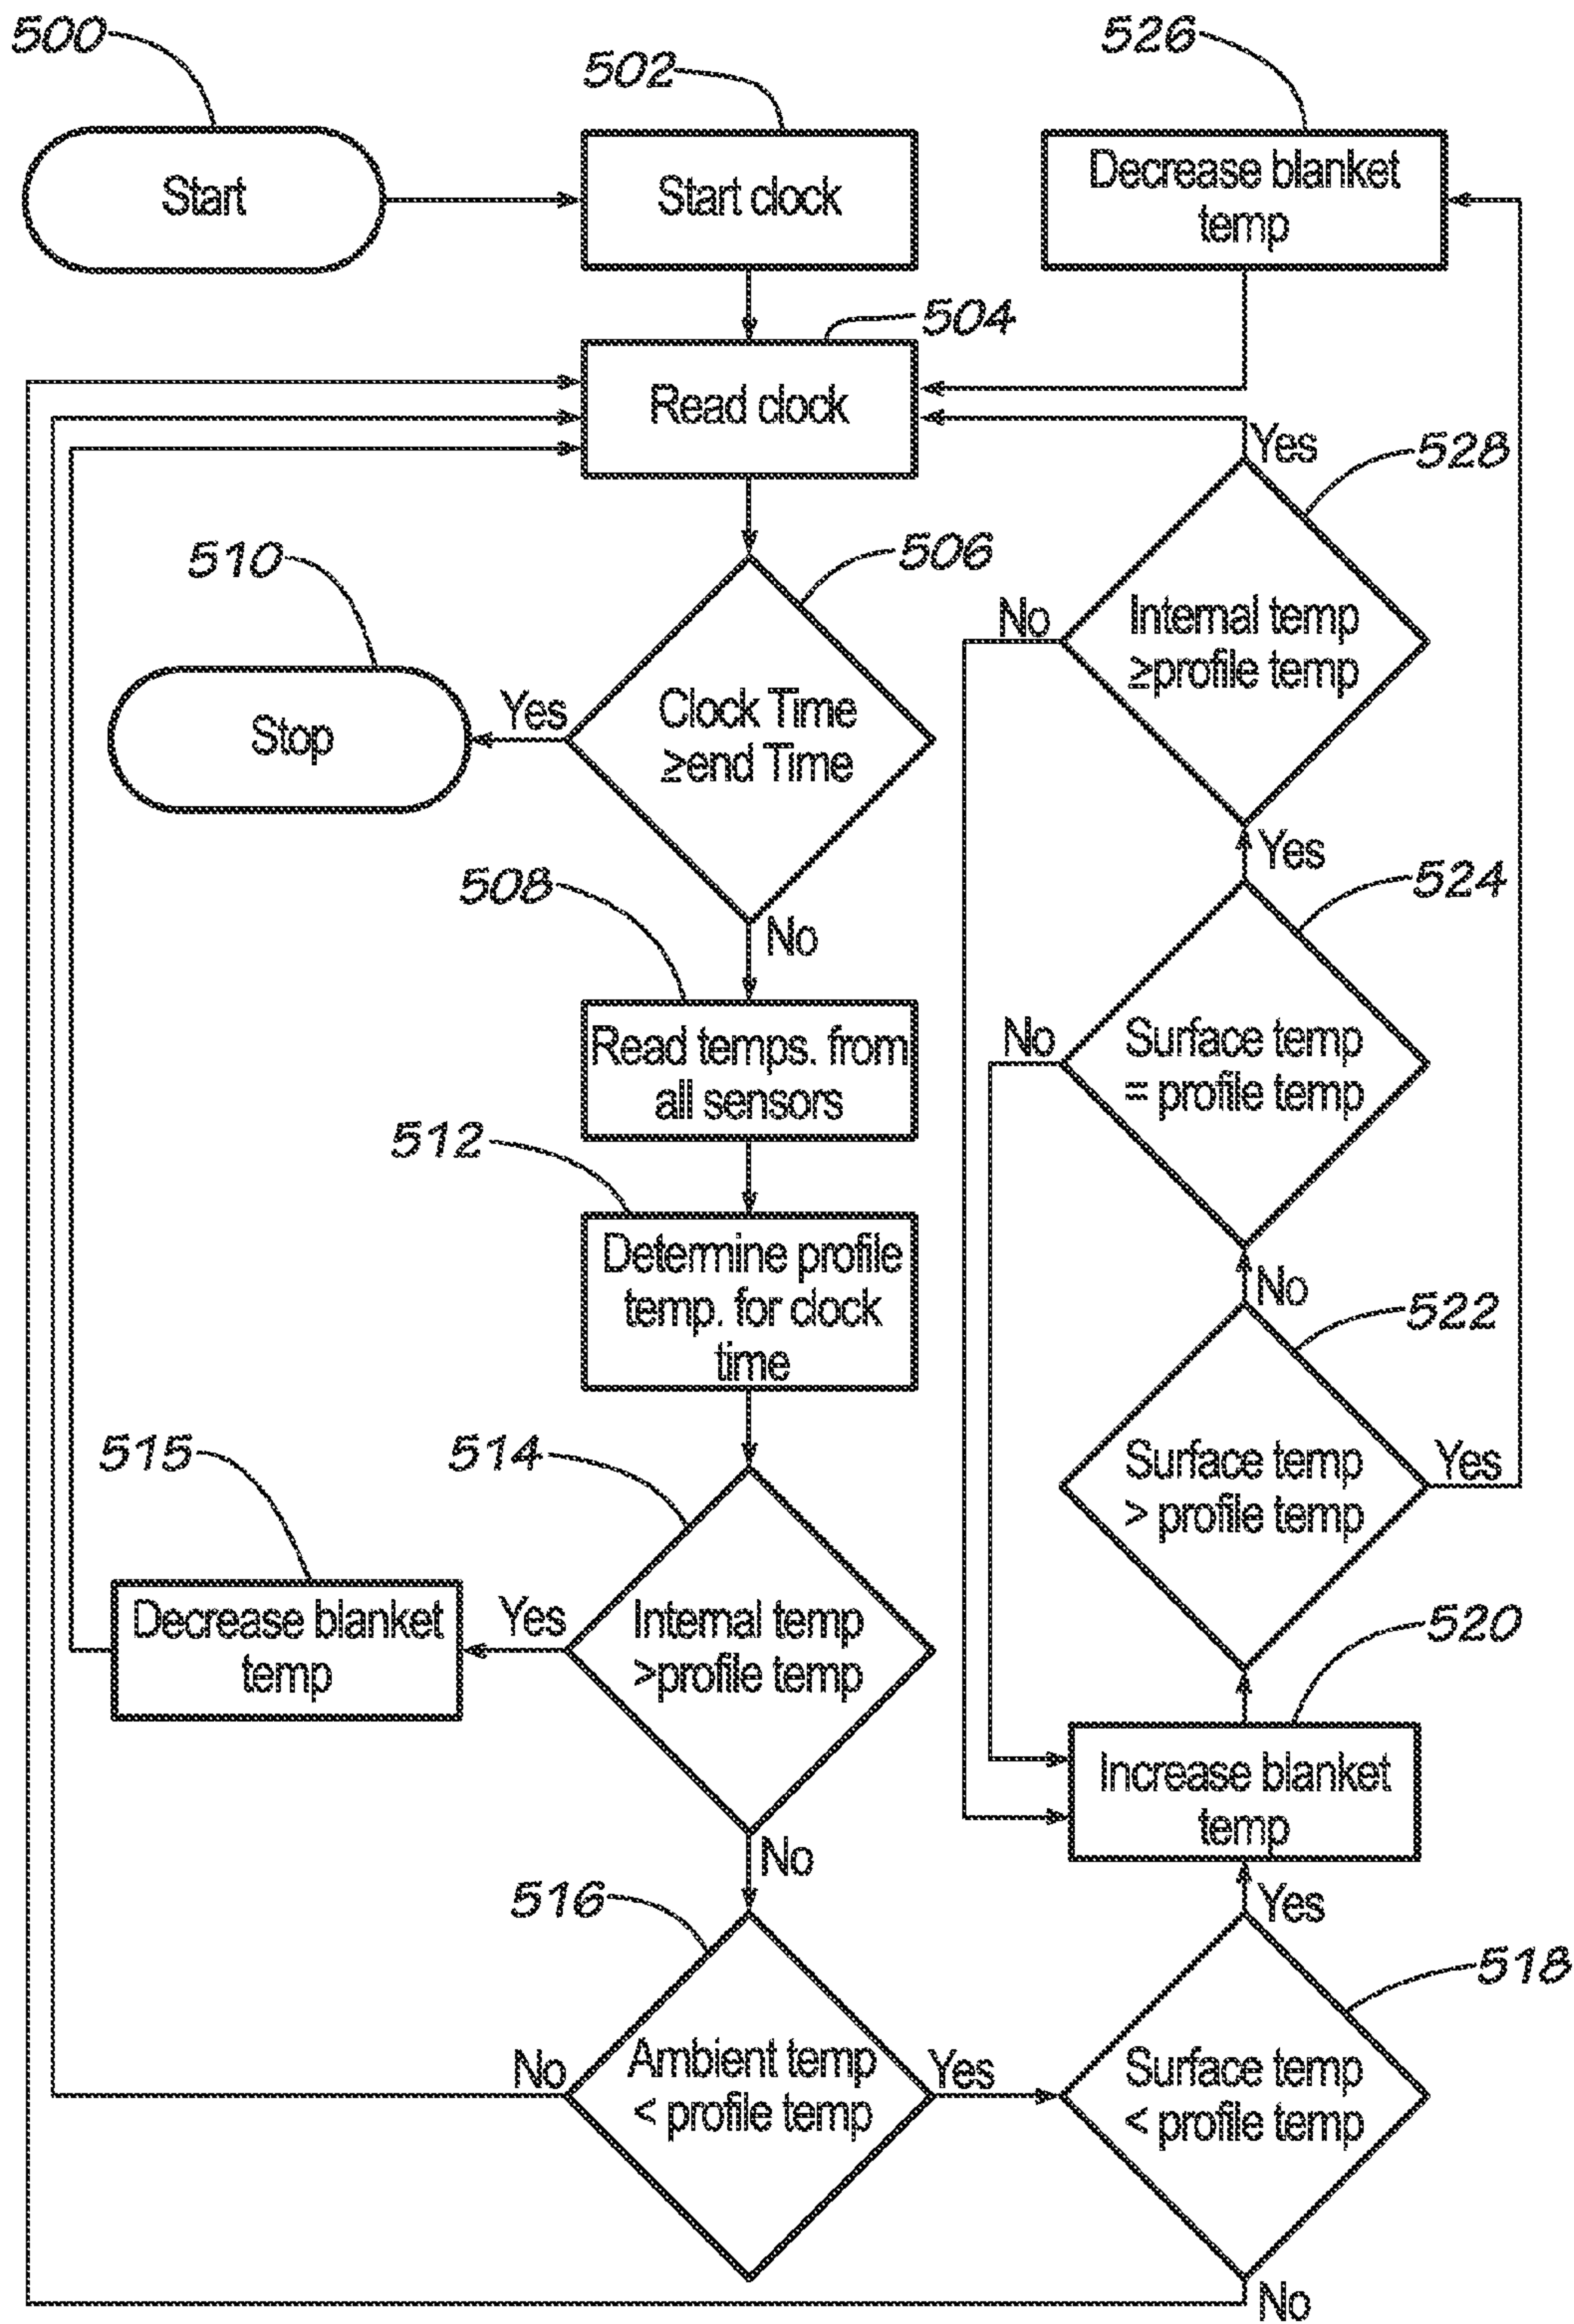 500
502
526
Start
Start clock
Decrease blanket
temp
504
Read clock
Yes
528
510
506
No
Internal temp
≥profile temp
Stop
Yes
Clock Time
≥end Time
Yes
508
No
524
Read temps. from
all sensors
No
Surface temp
= profile temp
512
Determine profile
temp. for clock
time
No
522
515
514
Surface temp
> profile temp
Yes
Decrease blanket
temp
Yes
Internal temp
>profile temp
520
Increase blanket
temp
No
516
Yes
518
No
Ambient temp
< profile temp
Yes
Surface temp
< profile temp
No